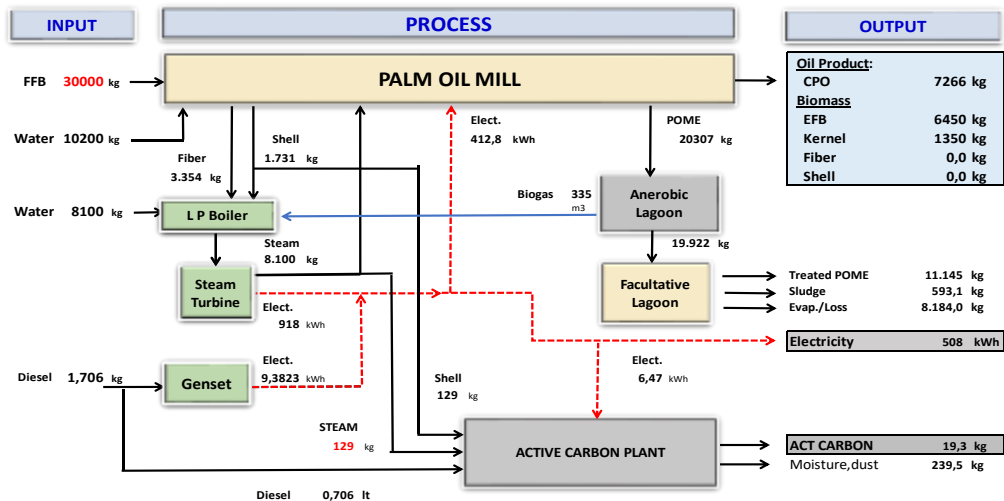 INPUT
PROCESS
OUTPUT
FFB 30000 kg
PALM OIL MILL
Oil Product:
CPO 7266 kg
Biomass
EFB 6450 kg
Kernel 1350 kg
Fiber 0,0 kg
Shell 0,0 kg
Water 10200 kg
Elect.
412,8 kWh
POME
20307 kg
Shell
1.731 kg
Fiber
3.354 kg
Water 8100 kg
L P Boiler
Biogas 335
m3
Anerobic
Lagoon
Steam
8.100 kg
19.922 kg
Steam
Turbine
Facultative
Lagoon
Treated POME 11.145 kg
Sludge 593,1 kg
Evap./Loss 8.184,0 kg
Elect.
918 kWh
Electricity 508 kWh
Diesel 1,706 kg
Genset
Elect.
9,3823 kWh
Shell
129 kg
Elect.
6,47 kWh
STEAM
129 kg
ACTIVE CARBON PLANT
ACT CARBON 19,3 kg
Moisture,dust 239,5 kg
Diesel 0,706 lt